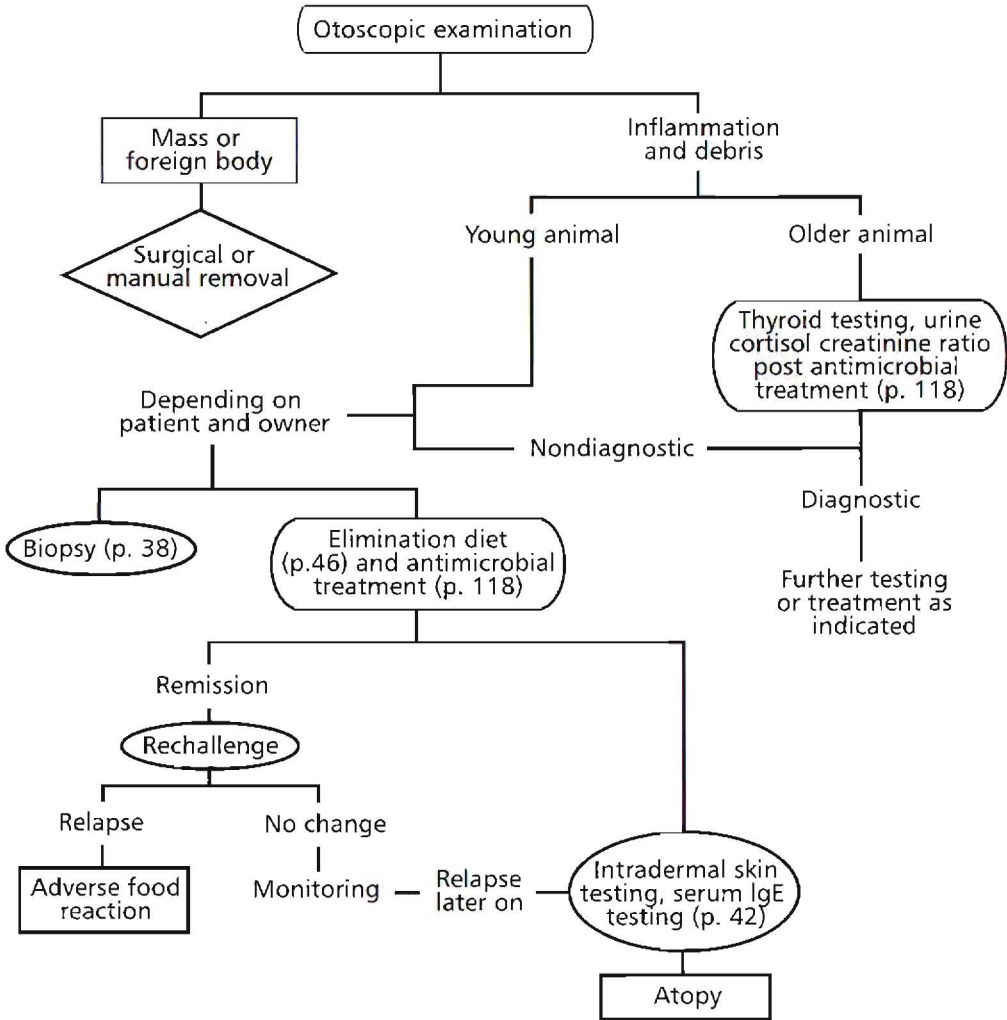 Otoscopic examination
Mass or
foreign body
Inflammation
and debris
Surgical or
manual removal
Young animal
Older animal
Thyroid testing, urine
cortisol creatinine ratio
post antimicrobial
treatment (p. 118)
Depending on
patient and owner
Nondiagnostic
Diagnostic
Biopsy (p. 38)
Elimination diet
(p.46) and antimicrobial
treatment (p. 118)
Further testing
or treatment as
indicated
Remission
Rechallenge
Relapse
No change
Adverse food
reaction
Monitoring
Relapse
later on
Intradermal skin
testing, serum IgE
testing (p. 42)
Atopy